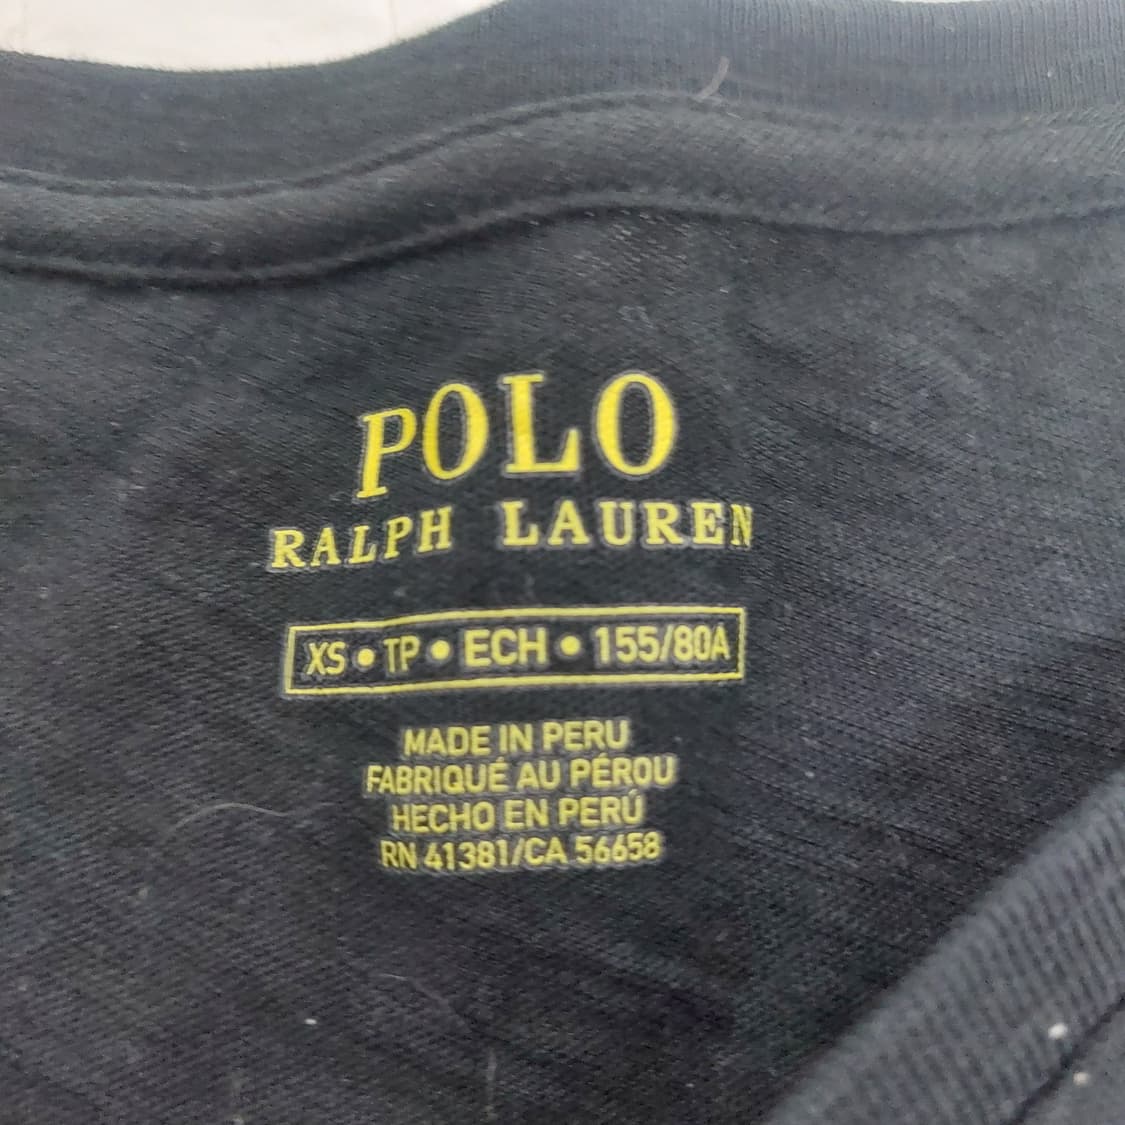 POLO
RALPH LAUREN
XS • TP • ECH • 155/80A
MADE IN PERU
FABRIQUÉ AU PÉROU
HECHO EN PERÚ
RN 41381/CA 56658